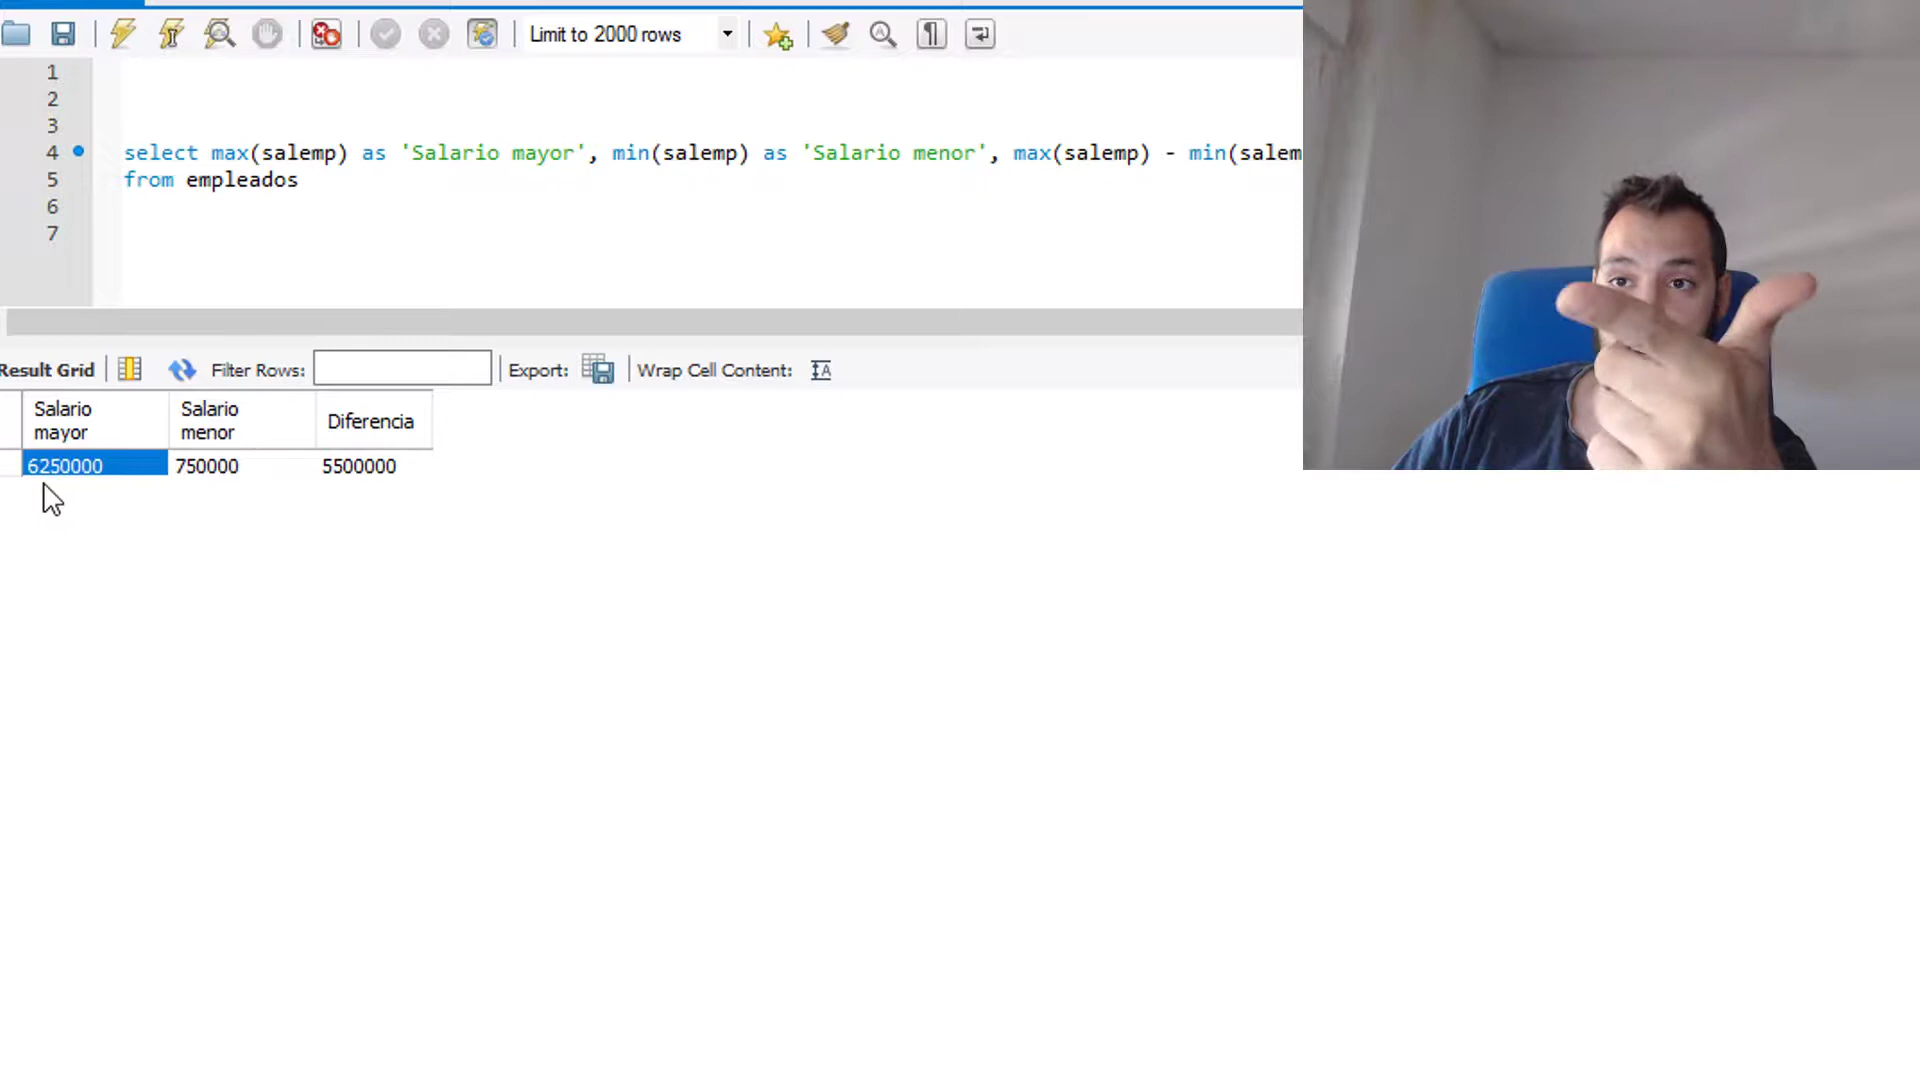 Limit to 2000 rows
1
2
3
4 select max(salemp) as 'Salario mayor', min(salemp) as 'Salario menor', max(salemp) - min(salem
5 from empleados
6
7
Result Grid Filter Rows: Export: Wrap Cell Content:
Salario mayor Salario menor Diferencia
6250000 750000 5500000